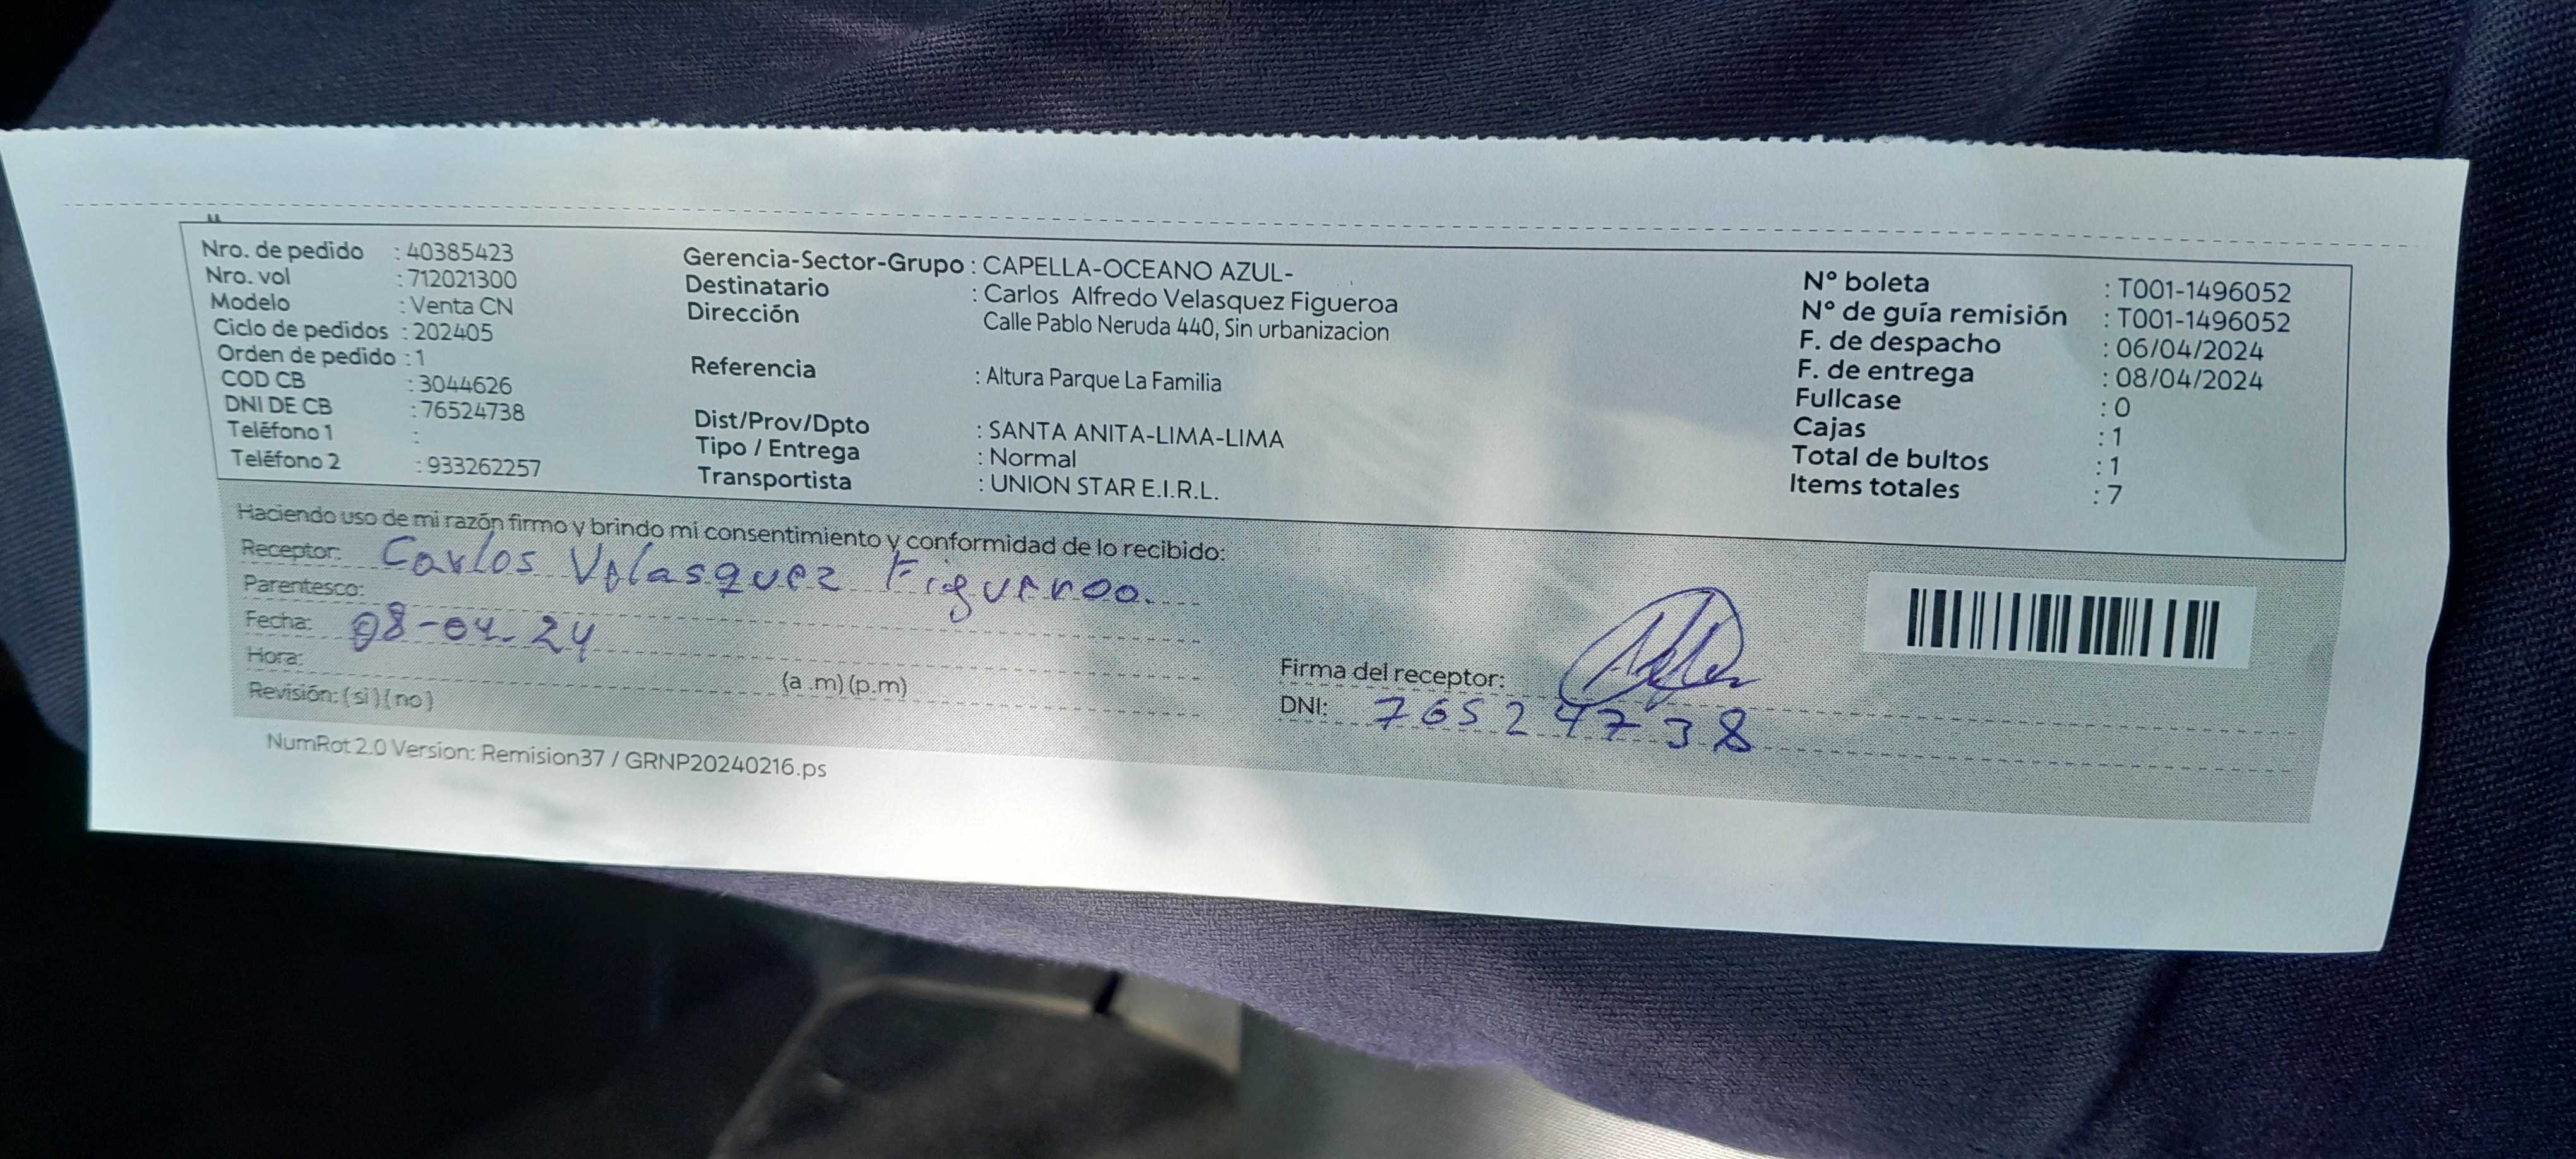 Nro. de pedido : 40385423
Nro. vol : 712021300
Modelo : Venta CN
Ciclo de pedidos : 202405
Orden de pedido : 1
COD CB : 3044626
DNI DE CB : 76524738
Teléfono 1 :
Teléfono 2 : 933262257
Gerencia-Sector-Grupo : CAPELLA-OCEANO AZUL-
Destinatario : Carlos Alfredo Velasquez Figueroa
Dirección Calle Pablo Neruda 440, Sin urbanizacion
Referencia : Altura Parque La Familia
Dist/Prov/Dpto : SANTA ANITA-LIMA-LIMA
Tipo / Entrega : Normal
Transportista : UNION STAR E.I.R.L.
N° boleta : T001-1496052
N° de guía remisión : T001-1496052
F. de despacho : 06/04/2024
F. de entrega : 08/04/2024
Fullcase : 0
Cajas : 1
Total de bultos : 1
Items totales : 7
Haciendo uso de mi razón firmo y brindo mi consentimiento y conformidad de lo recibido:
Receptor: Carlos Velasquez Figueroa.
Parentesco:
Fecha: 08-04-24
Hora: (a .m) (p.m)
Revisión: (si) (no)
Firma del receptor:
DNI: 76524738
NumRot 2.0 Version: Remision37 / GRNP20240216.ps